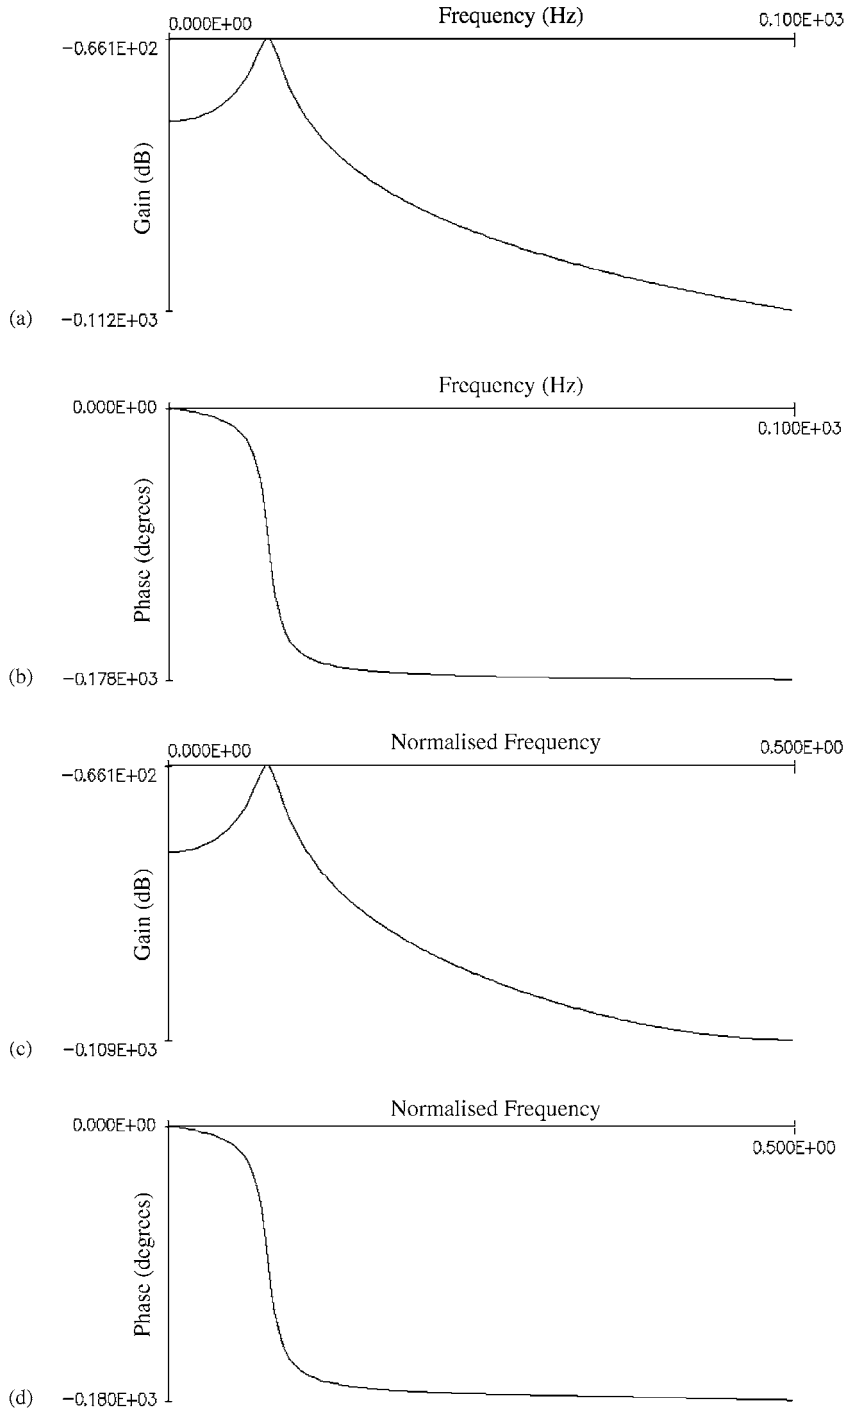 Frequency (Hz)
0.000E+00
0.100E+03
-0.661E+02
Gain (dB)
(a)
-0.112E+03
Frequency (Hz)
0.000E+00
0.100E+03
Phase (degrees)
(b)
-0.178E+03
Normalised Frequency
0.000E+00
0.500E+00
-0.661E+02
Gain (dB)
(c)
-0.109E+03
Normalised Frequency
0.000E+00
0.500E+00
Phase (degrees)
(d)
-0.180E+03